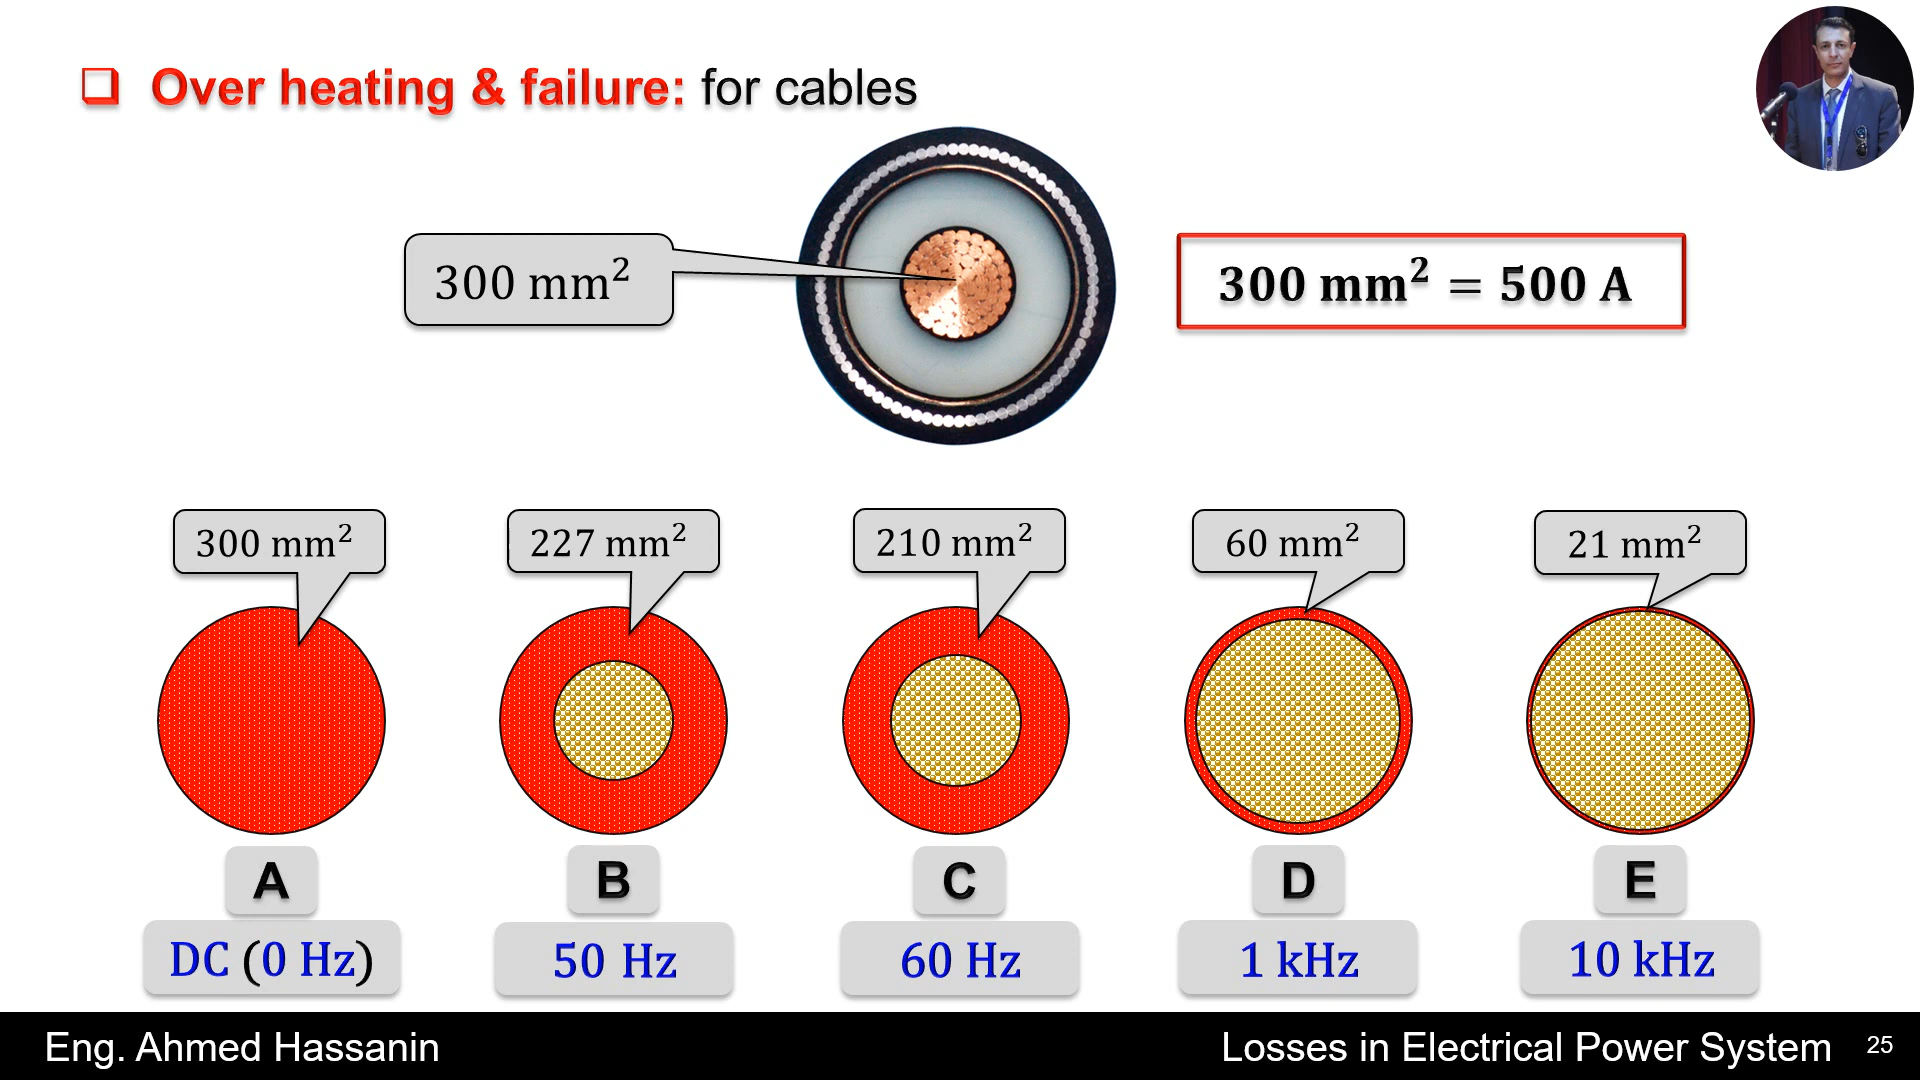 Over heating & failure: for cables
300 mm²
300 mm² = 500 A
300 mm²
227 mm²
210 mm²
60 mm²
21 mm²
A
B
C
D
E
DC (0 Hz)
50 Hz
60 Hz
1 kHz
10 kHz
Eng. Ahmed Hassanin
Losses in Electrical Power System
25